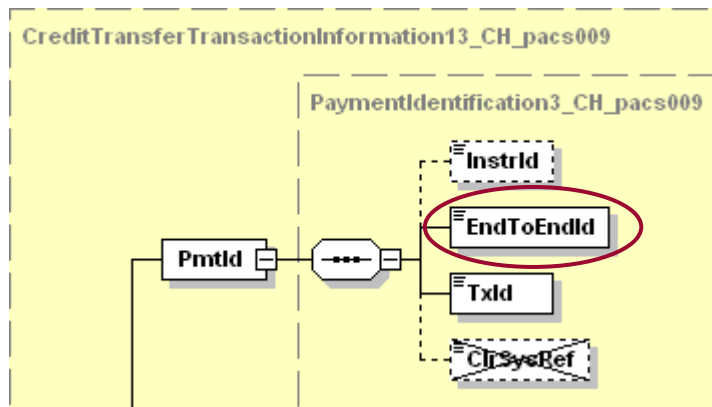 CreditTransferTransactionInformation13_CH_pacs009
PaymentIdentification3_CH_pacs009
InstrId
EndToEndId
PmtId
TxId
ClrSysRef